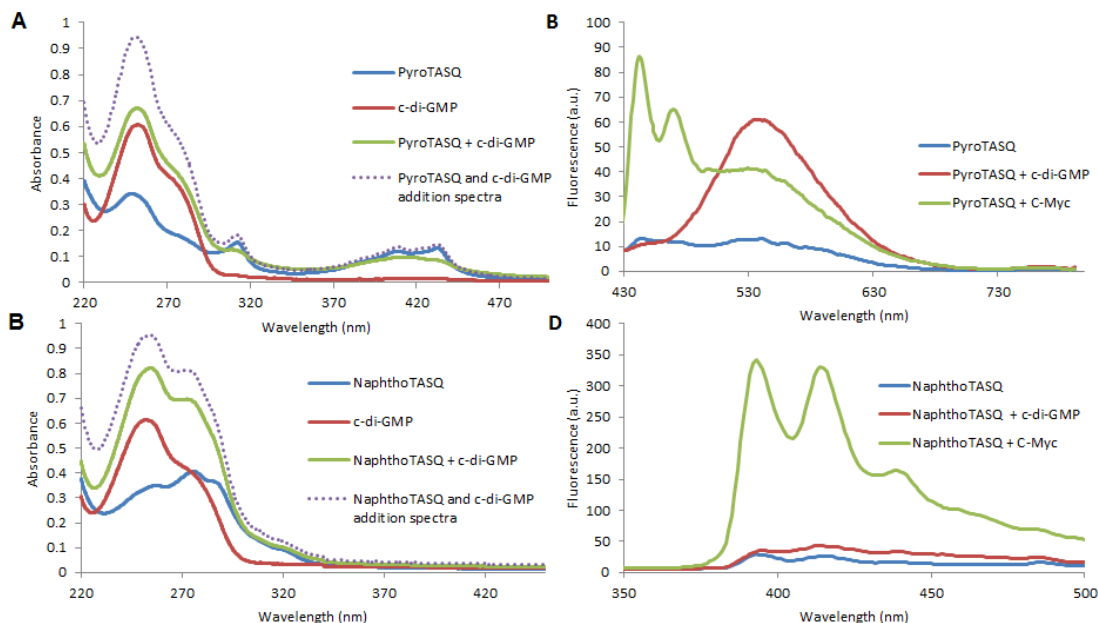 A
1
0.9
0.8
0.7
0.6
0.5
0.4
0.3
0.2
0.1
0
Absorbance
220
270
320
370
420
470
Wavelength (nm)
PyroTASQ
c-di-GMP
PyroTASQ + c-di-GMP
PyroTASQ and c-di-GMP
addition spectra
B
100
90
80
70
60
50
40
30
20
10
0
Fluorescence (a.u.)
430
530
630
730
Wavelength (nm)
PyroTASQ
PyroTASQ + c-di-GMP
PyroTASQ + C-Myc
B
1
0.9
0.8
0.7
0.6
0.5
0.4
0.3
0.2
0.1
0
Absorbance
220
270
320
370
420
Wavelength (nm)
NaphthoTASQ
c-di-GMP
NaphthoTASQ + c-di-GMP
NaphthoTASQ and c-di-GMP
addition spectra
D
400
350
300
250
200
150
100
50
0
Fluorescence (a.u.)
350
400
450
500
Wavelength (nm)
NaphthoTASQ
NaphthoTASQ + c-di-GMP
NaphthoTASQ + C-Myc